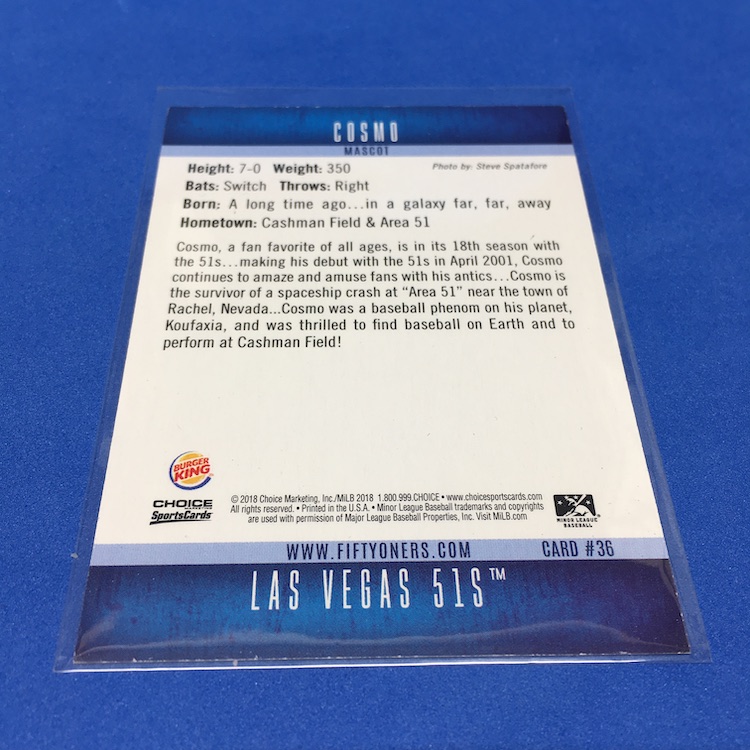 COSMO
MASCOT
Height: 7-0 Weight: 350 Photo by: Steve Spatafore
Bats: Switch Throws: Right
Born: A long time ago...in a galaxy far, far, away
Hometown: Cashman Field & Area 51
Cosmo, a fan favorite of all ages, is in its 18th season with
the 51s...making his debut with the 51s in April 2001, Cosmo
continues to amaze and amuse fans with his antics...Cosmo is
the survivor of a spaceship crash at “Area 51” near the town of
Rachel, Nevada...Cosmo was a baseball phenom on his planet,
Koufaxia, and was thrilled to find baseball on Earth and to
perform at Cashman Field!
BURGER
KING
CHOICE
SportsCards
© 2018 Choice Marketing, Inc./MiLB 2018 1.800.999.CHOICE • www.choicesportscards.com
All rights reserved. • Printed in the U.S.A. • Minor League Baseball trademarks and copyrights
are used with permission of Major League Baseball Properties, Inc. Visit MiLB.com
MINOR LEAGUE
BASEBALL
WWW.FIFTYONERS.COM CARD #36
LAS VEGAS 51S™